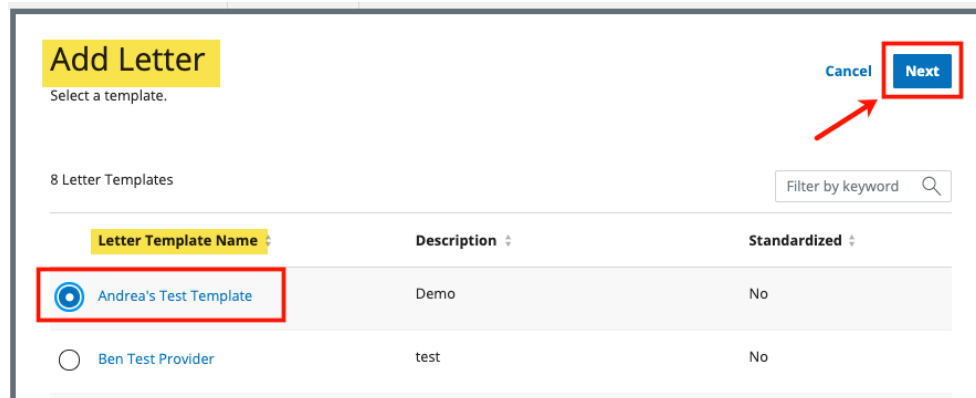 Add Letter
Cancel Next
Select a template.
8 Letter Templates
Filter by keyword
Letter Template Name Description Standardized
Andrea's Test Template Demo No
Ben Test Provider test No